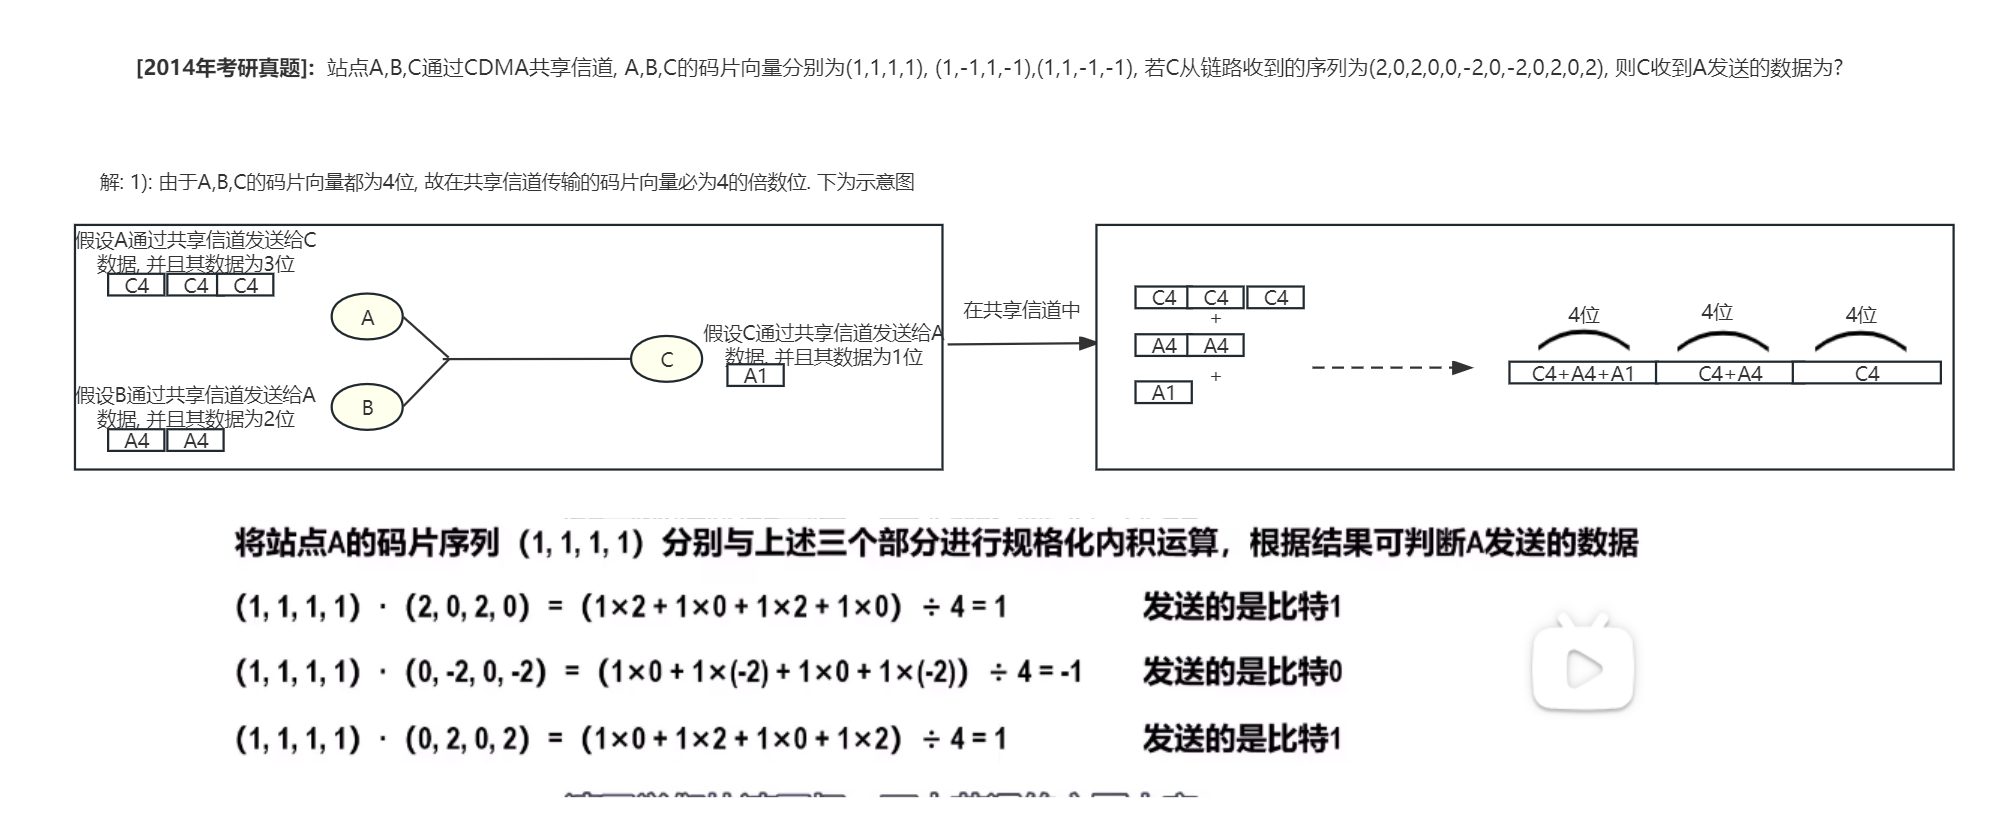 [2014年考研真题]: 站点A,B,C通过CDMA共享信道, A,B,C的码片向量分别为(1,1,1,1), (1,-1,1,-1),(1,1,-1,-1), 若C从链路收到的序列为(2,0,2,0,0,-2,0,-2,0,2,0,2), 则C收到A发送的数据为?
解: 1): 由于A,B,C的码片向量都为4位, 故在共享信道传输的码片向量必为4的倍数位. 下为示意图
假设A通过共享信道发送给C
数据, 并且其数据为3位
C4 C4 C4
A
假设B通过共享信道发送给A
数据, 并且其数据为2位
A4 A4
B
C
假设C通过共享信道发送给A
数据, 并且其数据为1位
A1
在共享信道中
C4 C4 C4
+
A4 A4
+
A1
4位 4位 4位
C4+A4+A1 C4+A4 C4
将站点A的码片序列（1, 1, 1, 1）分别与上述三个部分进行规格化内积运算，根据结果可判断A发送的数据
(1, 1, 1, 1) · (2, 0, 2, 0) = (1×2 + 1×0 + 1×2 + 1×0) ÷ 4 = 1 发送的是比特1
(1, 1, 1, 1) · (0, -2, 0, -2) = (1×0 + 1×(-2) + 1×0 + 1×(-2)) ÷ 4 = -1 发送的是比特0
(1, 1, 1, 1) · (0, 2, 0, 2) = (1×0 + 1×2 + 1×0 + 1×2) ÷ 4 = 1 发送的是比特1